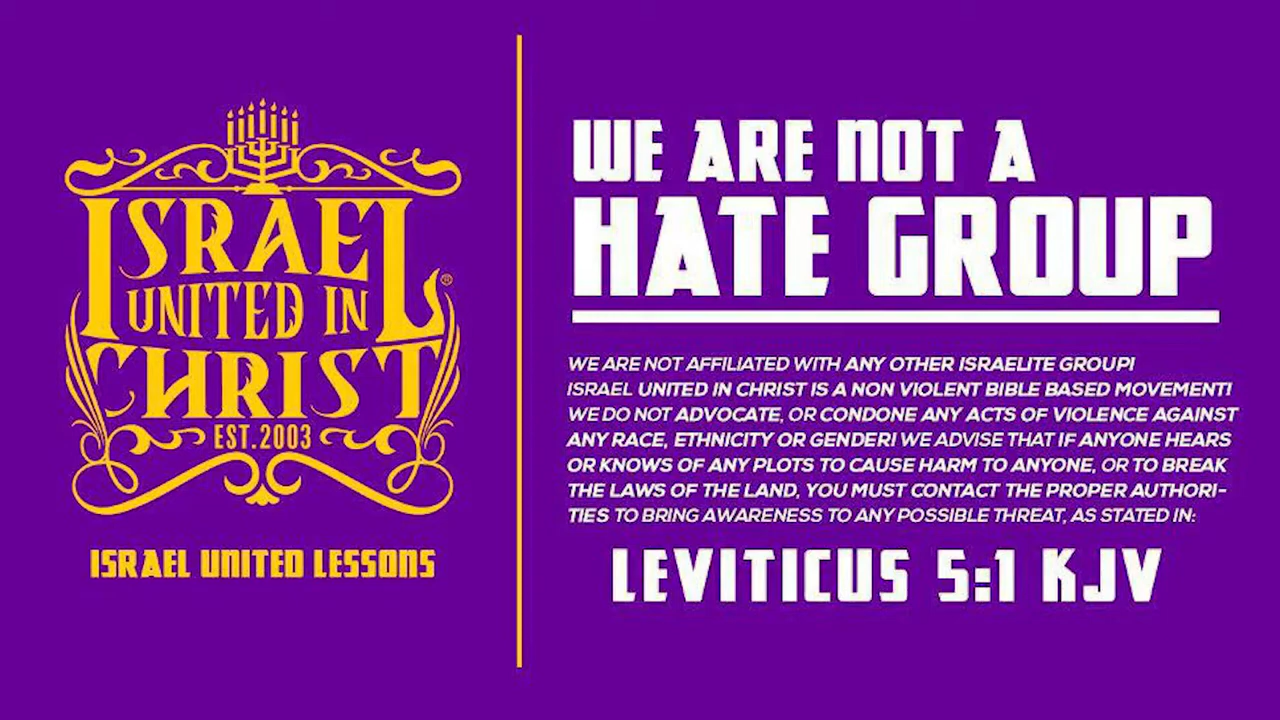 ISRAEL
UNITED IN
CHRIST®
EST. 2003
ISRAEL UNITED LESSONS
WE ARE NOT A
HATE GROUP
WE ARE NOT AFFILIATED WITH ANY OTHER ISRAELITE GROUP!
ISRAEL UNITED IN CHRIST IS A NON VIOLENT BIBLE BASED MOVEMENT!
WE DO NOT ADVOCATE, OR CONDONE ANY ACTS OF VIOLENCE AGAINST
ANY RACE, ETHNICITY OR GENDER! WE ADVISE THAT IF ANYONE HEARS
OR KNOWS OF ANY PLOTS TO CAUSE HARM TO ANYONE, OR TO BREAK
THE LAWS OF THE LAND, YOU MUST CONTACT THE PROPER AUTHORI-
TIES TO BRING AWARENESS TO ANY POSSIBLE THREAT, AS STATED IN:
LEVITICUS 5:1 KJV